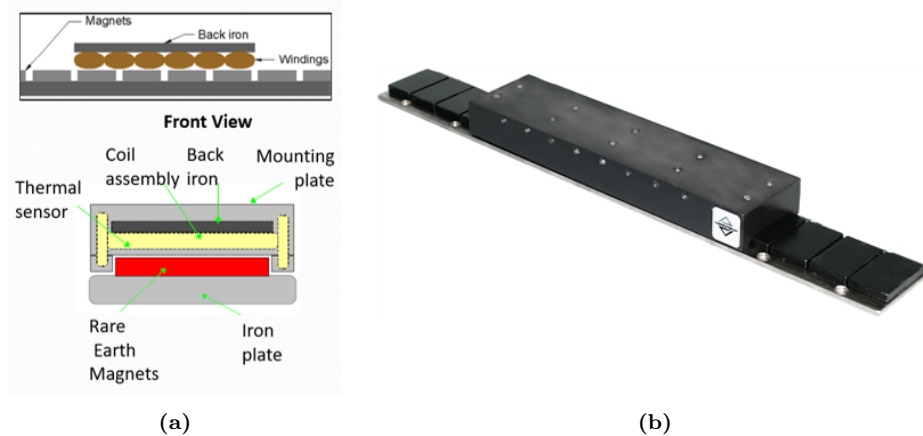 Magnets
Back iron
Windings
Front View
Coil Back Mounting
assembly iron plate
Thermal
sensor
Rare Iron
Earth plate
Magnets
(a) (b)